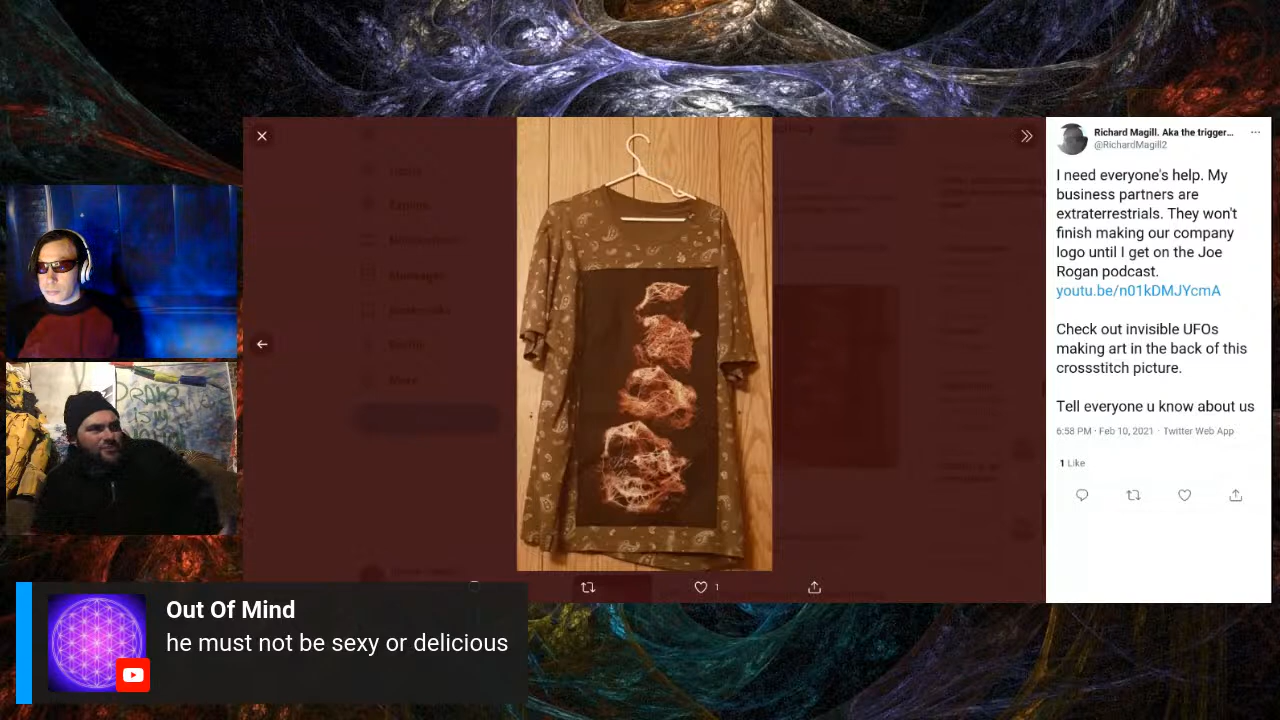 Richard Magill. Aka the trigger...
@RichardMagill2
I need everyone's help. My
business partners are
extraterrestrials. They won't
finish making our company
logo until I get on the Joe
Rogan podcast.
youtu.be/n01kDMJYcmA
Check out invisible UFOs
making art in the back of this
crossstitch picture.
Tell everyone u know about us
6:58 PM · Feb 10, 2021 · Twitter Web App
1 Like
1
Out Of Mind
he must not be sexy or delicious